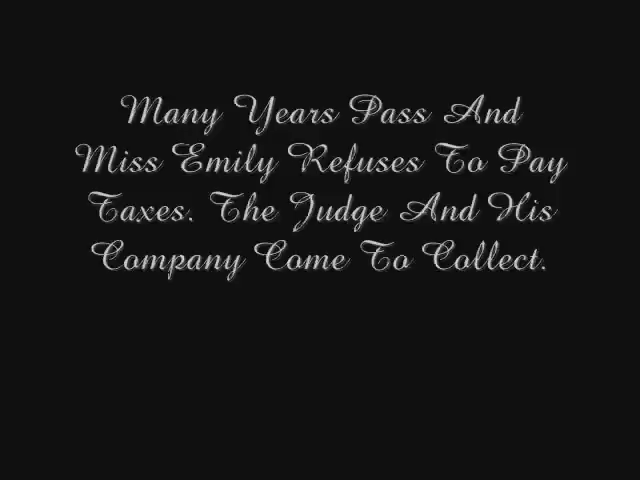 Many Years Pass And
Miss Emily Refuses To Pay
Taxes. The Judge And His
Company Come To Collect.